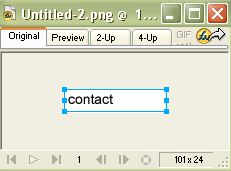 Untitled-2.png @ 1...
Original Preview 2-Up 4-Up GIF
contact
1 101 x 24